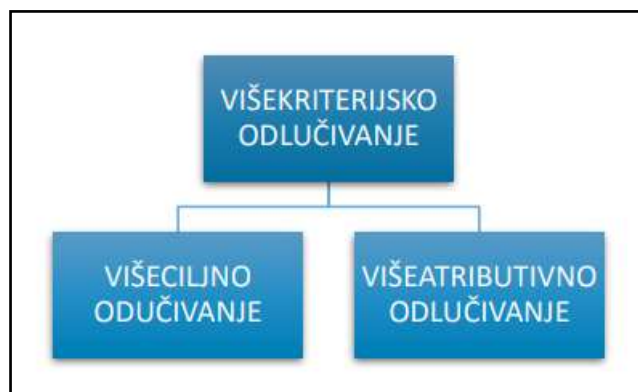 VIŠEKRITERIJSKO
ODLUČIVANJE
VIŠECILJNO
ODUČIVANJE
VIŠEATRIBUTIVNO
ODLUČIVANJE